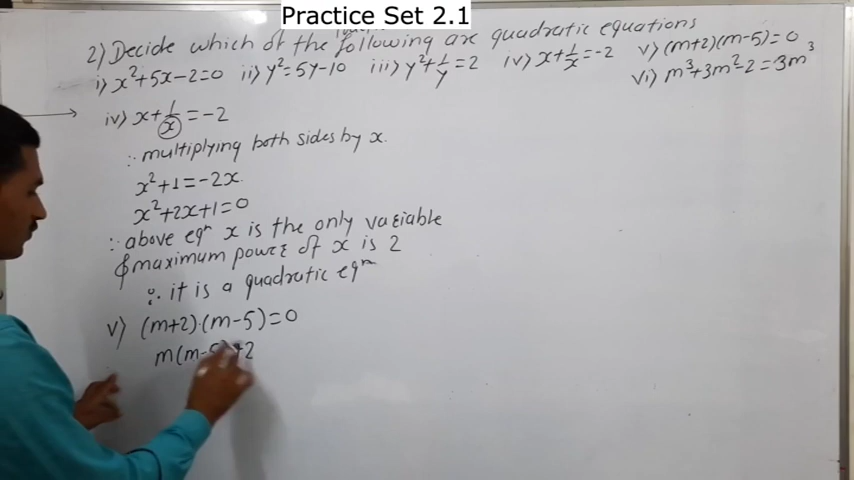 Practice Set 2.1
2) Decide which of the following are quadratic equations
i) x²+5x-2=0 ii) y²=5y-10 iii) y²+1/y=2 iv) x+1/x=-2 v) (m+2)(m-5)=0
vi) m³+3m²-2=3m³
iv) x+1/x=-2
∴ multiplying both sides by x.
x²+1=-2x
x²+2x+1=0
∴ above eqⁿ x is the only variable
& maximum power of x is 2
∴ it is a quadratic eqⁿ
v) (m+2)·(m-5)=0
m(m-5)+2